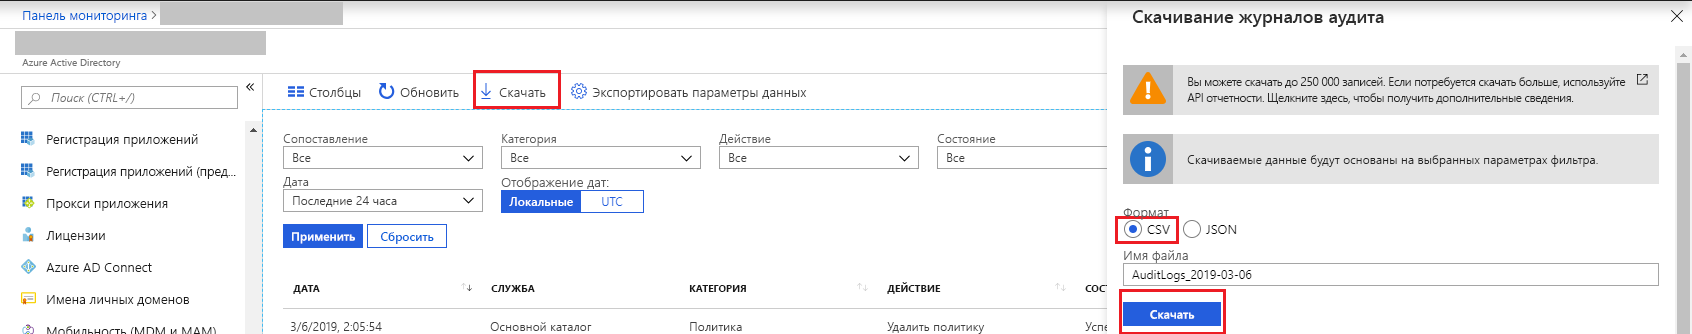 Панель мониторинга >
Azure Active Directory
«
Поиск (CTRL+/)
Регистрация приложений
Регистрация приложений (пред...
Прокси приложения
Лицензии
Azure AD Connect
Имена личных доменов
Мобильность (MDM и MAM)
Столбцы Обновить Скачать Экспортировать параметры данных
Сопоставление Категория Действие Состояние
Все Все Все Все
Дата Отображение дат:
Последние 24 часа Локальные UTC
Применить Сбросить
ДАТА СЛУЖБА КАТЕГОРИЯ ДЕЙСТВИЕ СОСТ
3/6/2019, 2:05:54 Основной каталог Политика Удалить политику Успе
Скачивание журналов аудита
Вы можете скачать до 250 000 записей. Если потребуется скачать больше, используйте
API отчетности. Щелкните здесь, чтобы получить дополнительные сведения.
Скачиваемые данные будут основаны на выбранных параметрах фильтра.
Формат
CSV JSON
Имя файла
AuditLogs_2019-03-06
Скачать